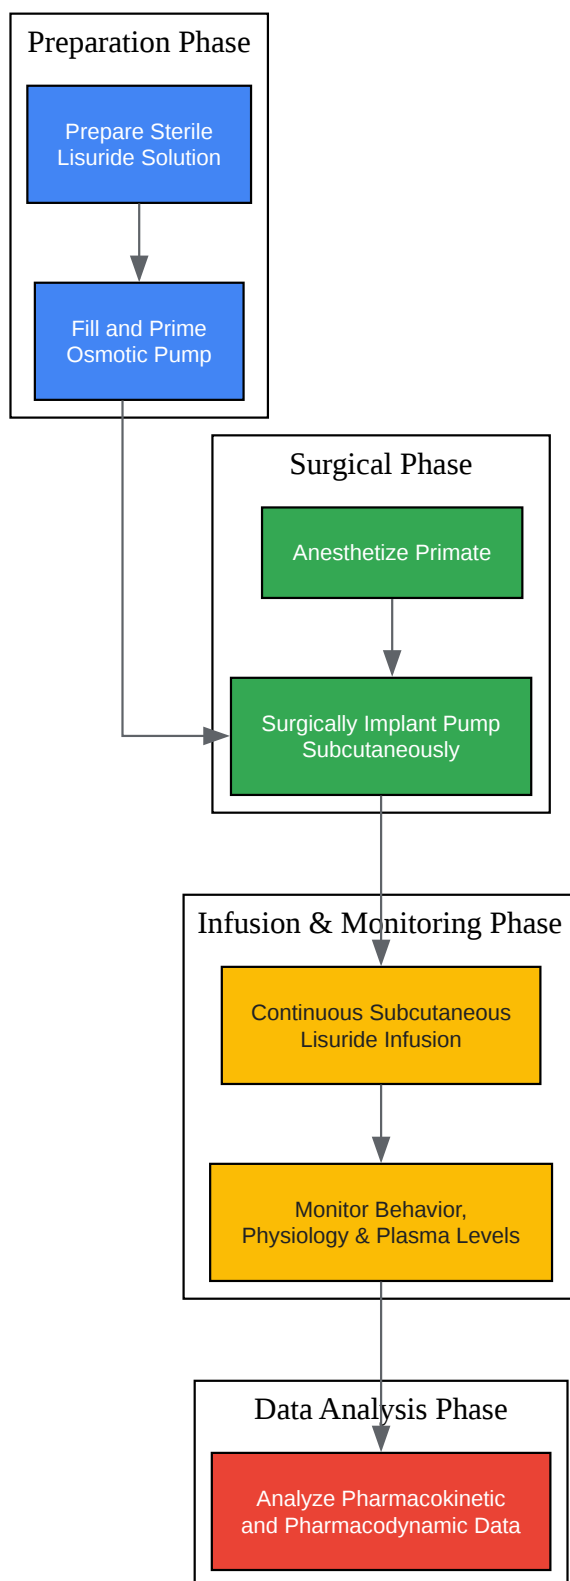 Preparation Phase
Prepare Sterile
Lisuride Solution
Fill and Prime
Osmotic Pump
Surgical Phase
Anesthetize Primate
Surgically Implant Pump
Subcutaneously
Infusion & Monitoring Phase
Continuous Subcutaneous
Lisuride Infusion
Monitor Behavior,
Physiology & Plasma Levels
Data Analysis Phase
Analyze Pharmacokinetic
and Pharmacodynamic Data